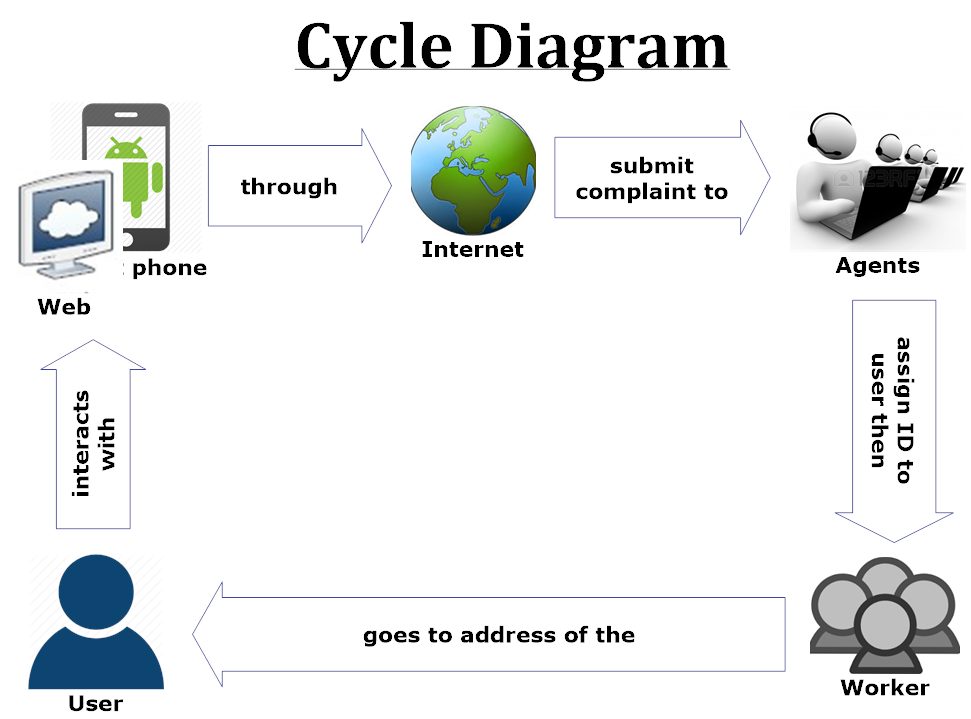 Cycle Diagram
through
submit
complaint to
123RF
Internet
Agents
phone
Web
interacts
with
assign ID to
user then
goes to address of the
User
Worker